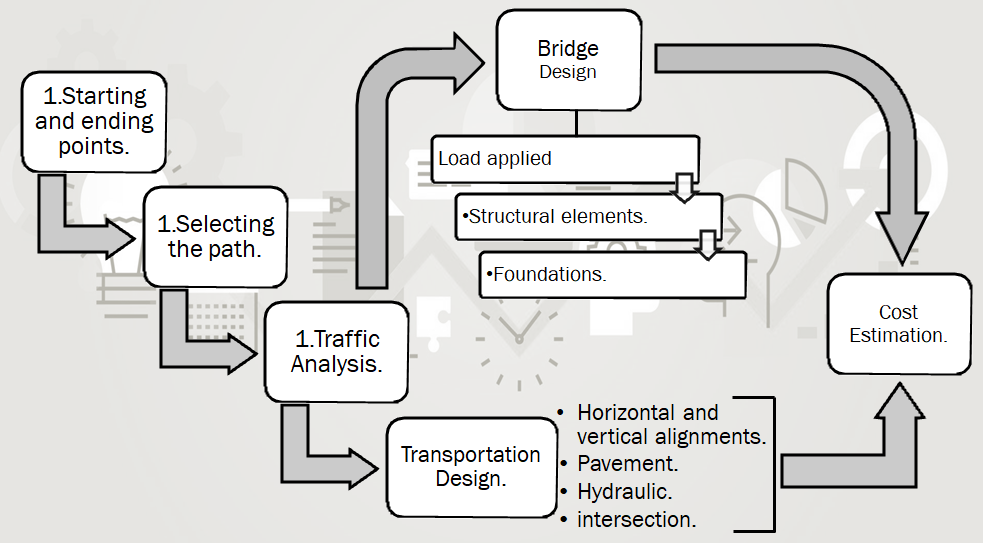 1.Starting
and ending
points.
1.Selecting
the path.
1.Traffic
Analysis.
Bridge
Design
Load applied
•Structural elements.
•Foundations.
Transportation
Design.
• Horizontal and
vertical alignments.
• Pavement.
• Hydraulic.
• intersection.
Cost
Estimation.